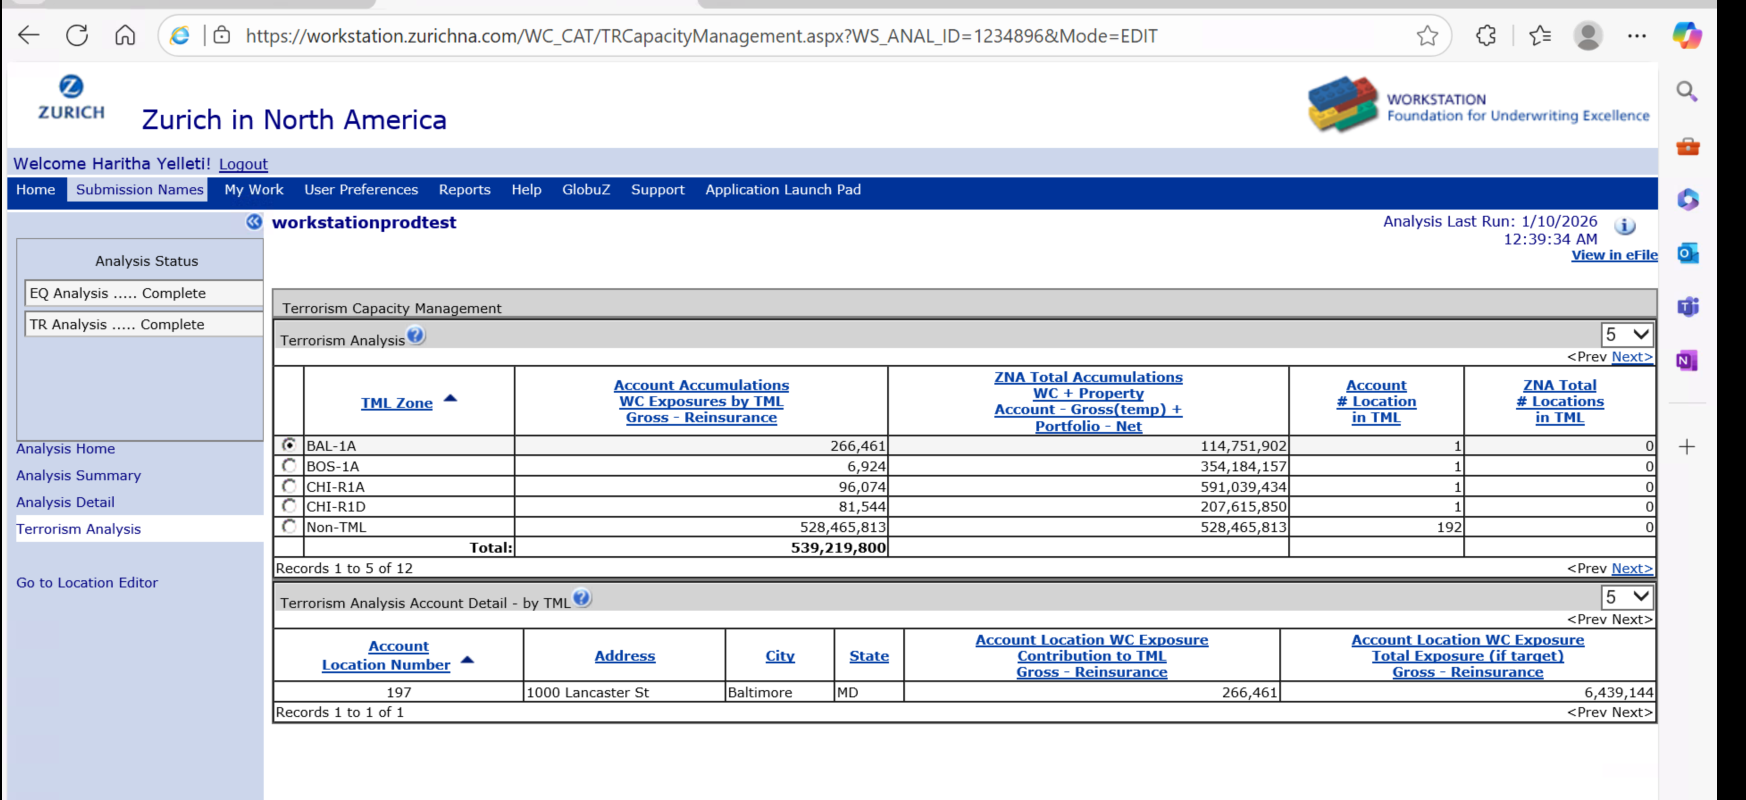 https://workstation.zurichna.com/WC_CAT/TRCapacityManagement.aspx?WS_ANAL_ID=1234896&Mode=EDIT
ZURICH
Zurich in North America
WORKSTATION
Foundation for Underwriting Excellence
Welcome Haritha Yelleti! Logout
Home Submission Names My Work User Preferences Reports Help GlobuZ Support Application Launch Pad
workstationprodtest
Analysis Last Run: 1/10/2026
12:39:34 AM
View in eFile
Analysis Status
EQ Analysis ..... Complete
TR Analysis ..... Complete
Analysis Home
Analysis Summary
Analysis Detail
Terrorism Analysis
Go to Location Editor
Terrorism Capacity Management
Terrorism Analysis ? 5
<Prev Next>
TML Zone
Account Accumulations
WC Exposures by TML
Gross - Reinsurance
ZNA Total Accumulations
WC + Property
Account - Gross(temp) +
Portfolio - Net
Account
# Location
in TML
ZNA Total
# Locations
in TML
BAL-1A 266,461 114,751,902 1 0
BOS-1A 6,924 354,184,157 1 0
CHI-R1A 96,074 591,039,434 1 0
CHI-R1D 81,544 207,615,850 1 0
Non-TML 528,465,813 528,465,813 192 0
Total: 539,219,800
Records 1 to 5 of 12 <Prev Next>
Terrorism Analysis Account Detail - by TML ? 5
<Prev Next>
Account
Location Number
Address
City
State
Account Location WC Exposure
Contribution to TML
Gross - Reinsurance
Account Location WC Exposure
Total Exposure (if target)
Gross - Reinsurance
197 1000 Lancaster St Baltimore MD 266,461 6,439,144
Records 1 to 1 of 1 <Prev Next>